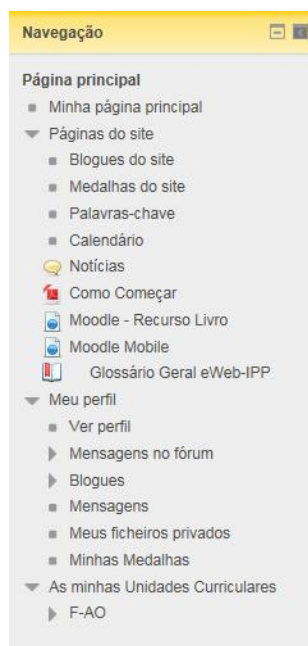 Navegação
Página principal
Minha página principal
Páginas do site
Blogues do site
Medalhas do site
Palavras-chave
Calendário
Notícias
Como Começar
Moodle - Recurso Livro
Moodle Mobile
Glossário Geral eWeb-IPP
Meu perfil
Ver perfil
Mensagens no fórum
Blogues
Mensagens
Meus ficheiros privados
Minhas Medalhas
As minhas Unidades Curriculares
F-AO